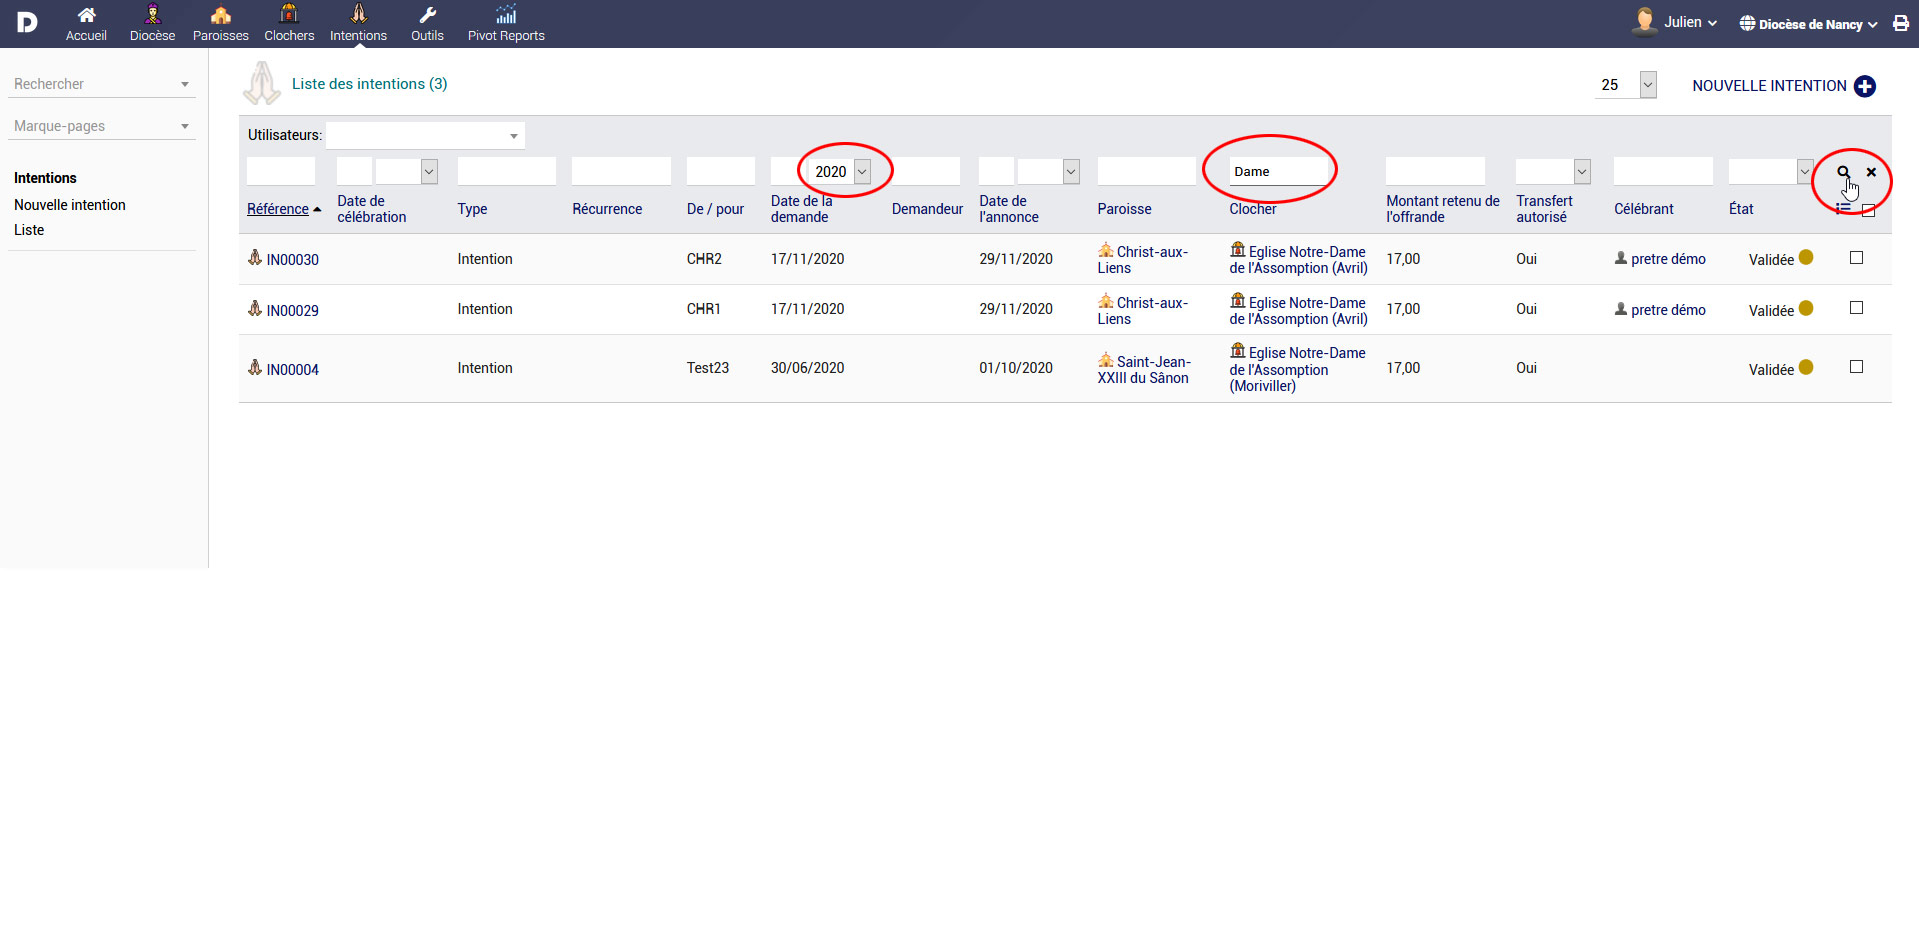 D
Accueil Diocèse Paroisses Clochers Intentions Outils Pivot Reports
Julien Diocèse de Nancy
Rechercher
Marque-pages
Intentions
Nouvelle intention
Liste
Liste des intentions (3)
25 NOUVELLE INTENTION
Utilisateurs:
2020 Dame
Référence Date de célébration Type Récurrence De / pour Date de la demande Demandeur Date de l'annonce Paroisse Clocher Montant retenu de l'offrande Transfert autorisé Célébrant État
IN00030 Intention CHR2 17/11/2020 29/11/2020 Christ-aux-Liens Eglise Notre-Dame de l'Assomption (Avril) 17,00 Oui pretre démo Validée
IN00029 Intention CHR1 17/11/2020 29/11/2020 Christ-aux-Liens Eglise Notre-Dame de l'Assomption (Avril) 17,00 Oui pretre démo Validée
IN00004 Intention Test23 30/06/2020 01/10/2020 Saint-Jean-XXIII du Sânon Eglise Notre-Dame de l'Assomption (Moriviller) 17,00 Oui Validée